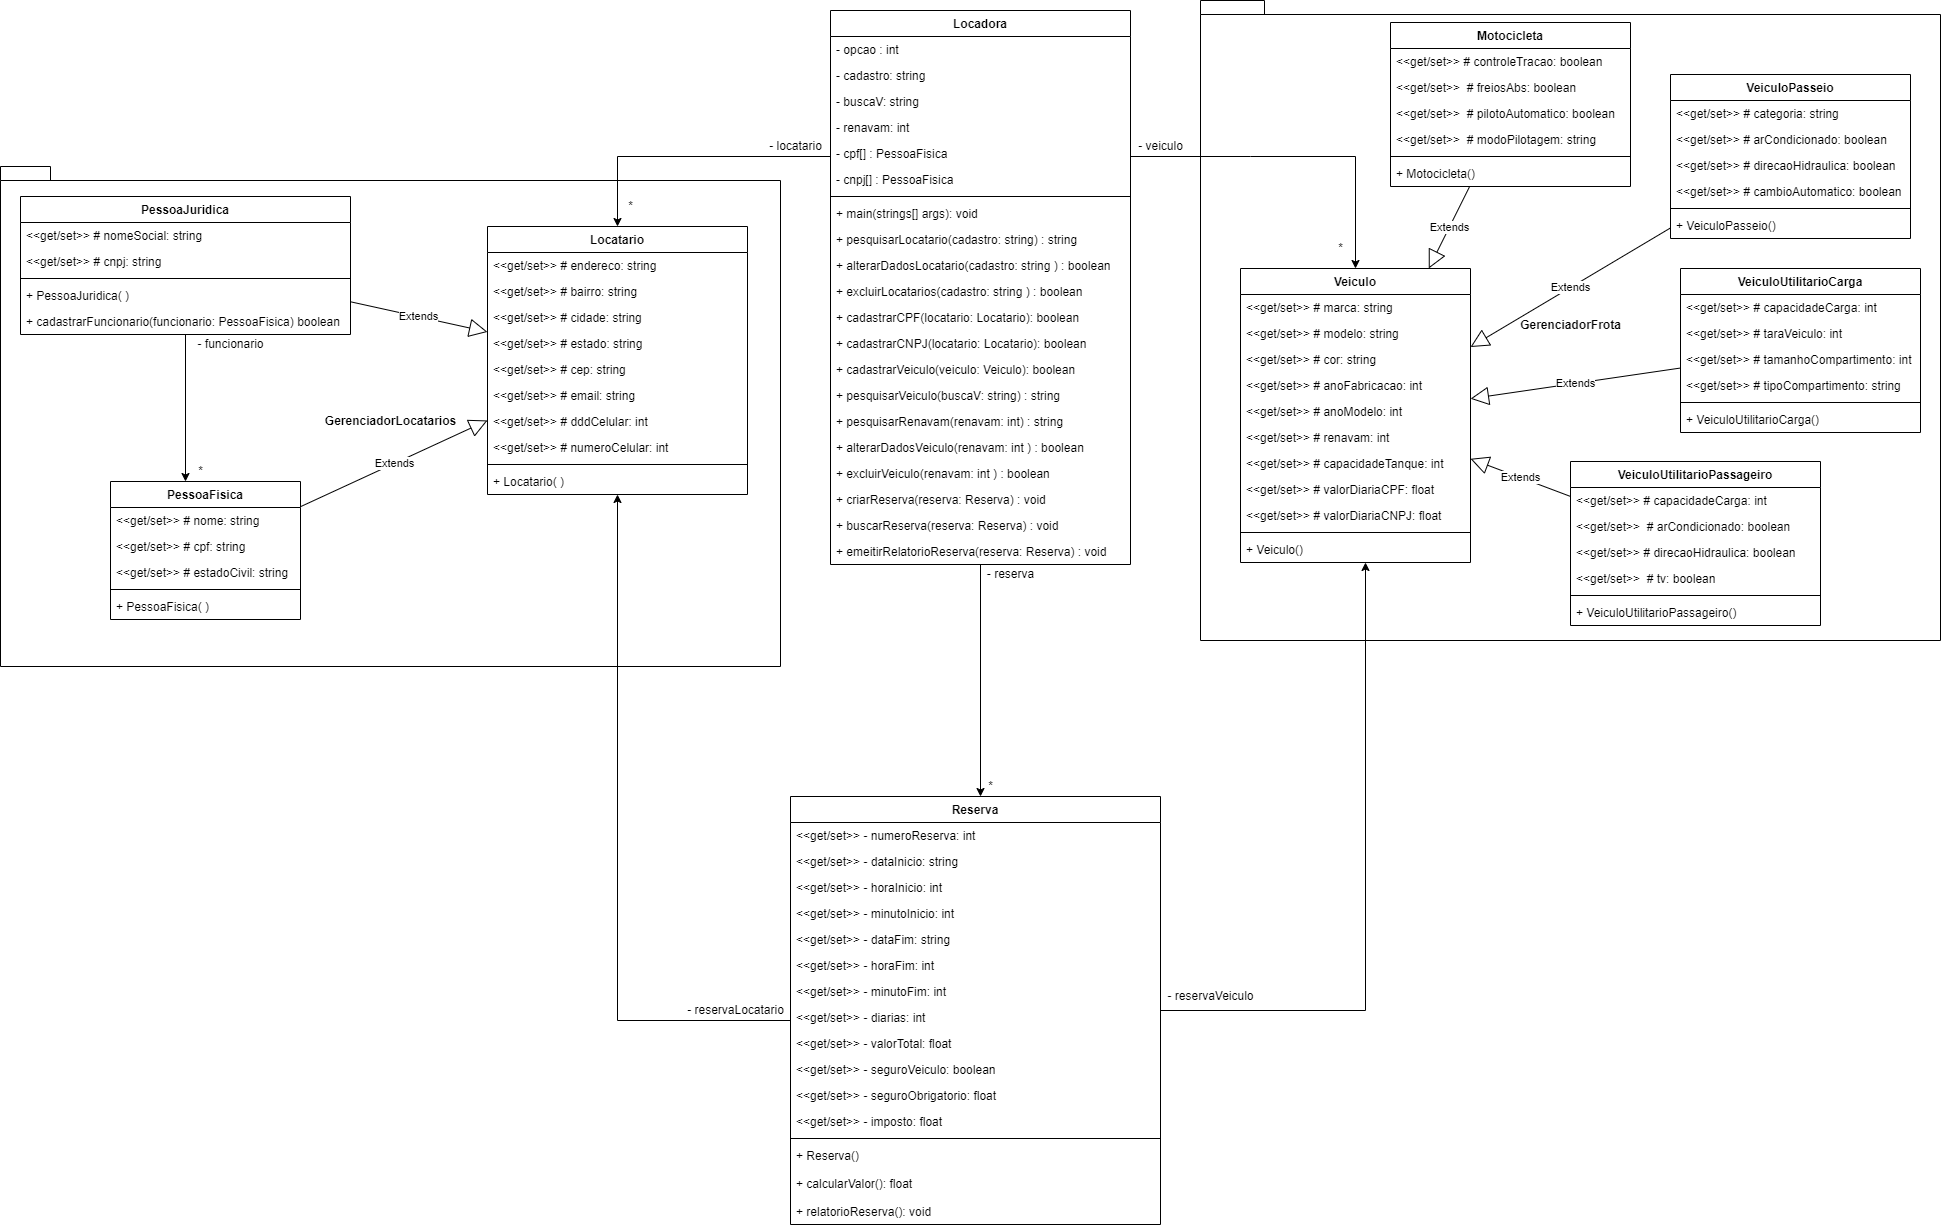 Locadora
- opcao : int
- cadastro: string
- buscaV: string
- renavam: int
- cpf[] : PessoaFisica
- cnpj[] : PessoaFisica
+ main(strings[] args): void
+ pesquisarLocatario(cadastro: string) : string
+ alterarDadosLocatario(cadastro: string ) : boolean
+ excluirLocatarios(cadastro: string ) : boolean
+ cadastrarCPF(locatario: Locatario): boolean
+ cadastrarCNPJ(locatario: Locatario): boolean
+ cadastrarVeiculo(veiculo: Veiculo): boolean
+ pesquisarVeiculo(buscaV: string) : string
+ pesquisarRenavam(renavam: int) : string
+ alterarDadosVeiculo(renavam: int ) : boolean
+ excluirVeiculo(renavam: int ) : boolean
+ criarReserva(reserva: Reserva) : void
+ buscarReserva(reserva: Reserva) : void
+ emeitirRelatorioReserva(reserva: Reserva) : void
- locatario
*
- veiculo
*
- reserva
*
PessoaJuridica
<<get/set>> # nomeSocial: string
<<get/set>> # cnpj: string
+ PessoaJuridica( )
+ cadastrarFuncionario(funcionario: PessoaFisica) boolean
- funcionario
*
Extends
GerenciadorLocatarios
Extends
PessoaFisica
<<get/set>> # nome: string
<<get/set>> # cpf: string
<<get/set>> # estadoCivil: string
+ PessoaFisica( )
Locatario
<<get/set>> # endereco: string
<<get/set>> # bairro: string
<<get/set>> # cidade: string
<<get/set>> # estado: string
<<get/set>> # cep: string
<<get/set>> # email: string
<<get/set>> # dddCelular: int
<<get/set>> # numeroCelular: int
+ Locatario( )
Motocicleta
<<get/set>> # controleTracao: boolean
<<get/set>>  # freiosAbs: boolean
<<get/set>>  # pilotoAutomatico: boolean
<<get/set>>  # modoPilotagem: string
+ Motocicleta()
Extends
VeiculoPasseio
<<get/set>> # categoria: string
<<get/set>> # arCondicionado: boolean
<<get/set>> # direcaoHidraulica: boolean
<<get/set>> # cambioAutomatico: boolean
+ VeiculoPasseio()
Extends
GerenciadorFrota
Veiculo
<<get/set>> # marca: string
<<get/set>> # modelo: string
<<get/set>> # cor: string
<<get/set>> # anoFabricacao: int
<<get/set>> # anoModelo: int
<<get/set>> # renavam: int
<<get/set>> # capacidadeTanque: int
<<get/set>> # valorDiariaCPF: float
<<get/set>> # valorDiariaCNPJ: float
+ Veiculo()
VeiculoUtilitarioCarga
<<get/set>> # capacidadeCarga: int
<<get/set>> # taraVeiculo: int
<<get/set>> # tamanhoCompartimento: int
<<get/set>> # tipoCompartimento: string
+ VeiculoUtilitarioCarga()
Extends
VeiculoUtilitarioPassageiro
<<get/set>> # capacidadeCarga: int
<<get/set>>  # arCondicionado: boolean
<<get/set>> # direcaoHidraulica: boolean
<<get/set>>  # tv: boolean
+ VeiculoUtilitarioPassageiro()
Extends
Reserva
<<get/set>> - numeroReserva: int
<<get/set>> - dataInicio: string
<<get/set>> - horaInicio: int
<<get/set>> - minutoInicio: int
<<get/set>> - dataFim: string
<<get/set>> - horaFim: int
<<get/set>> - minutoFim: int
<<get/set>> - diarias: int
<<get/set>> - valorTotal: float
<<get/set>> - seguroVeiculo: boolean
<<get/set>> - seguroObrigatorio: float
<<get/set>> - imposto: float
+ Reserva()
+ calcularValor(): float
+ relatorioReserva(): void
- reservaLocatario
- reservaVeiculo